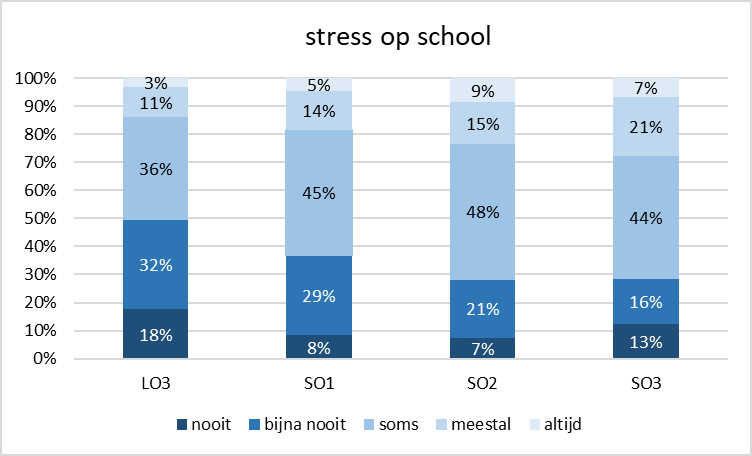 stress op school
100% 3% 5% 9% 7%
90% 11% 14% 15% 21%
80%
70% 36% 45% 48% 44%
60%
50%
40%
30% 32% 29% 21% 16%
20%
10% 18% 8% 7% 13%
0%
LO3 SO1 SO2 SO3
nooit bijna nooit soms meestal altijd